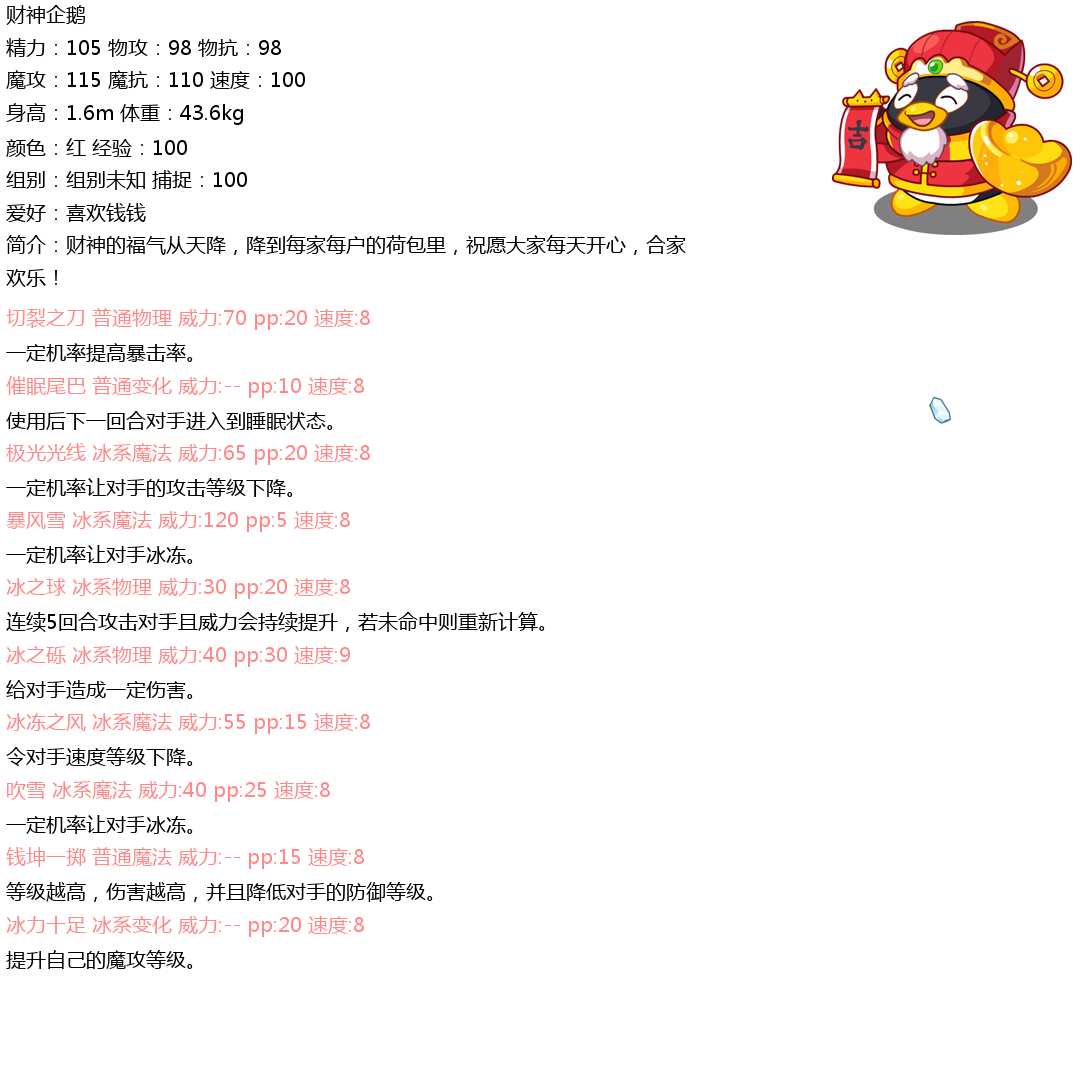 财神企鹅
精力：105 物攻：98 物抗：98
魔攻：115 魔抗：110 速度：100
身高：1.6m 体重：43.6kg
颜色：红 经验：100
组别：组别未知 捕捉：100
爱好：喜欢钱钱
简介：财神的福气从天降，降到每家每户的荷包里，祝愿大家每天开心，合家
欢乐！
吉
切裂之刀 普通物理 威力:70 pp:20 速度:8
一定机率提高暴击率。
催眠尾巴 普通变化 威力:-- pp:10 速度:8
使用后下一回合对手进入到睡眠状态。
极光光线 冰系魔法 威力:65 pp:20 速度:8
一定机率让对手的攻击等级下降。
暴风雪 冰系魔法 威力:120 pp:5 速度:8
一定机率让对手冰冻。
冰之球 冰系物理 威力:30 pp:20 速度:8
连续5回合攻击对手且威力会持续提升，若未命中则重新计算。
冰之砾 冰系物理 威力:40 pp:30 速度:9
给对手造成一定伤害。
冰冻之风 冰系魔法 威力:55 pp:15 速度:8
令对手速度等级下降。
吹雪 冰系魔法 威力:40 pp:25 速度:8
一定机率让对手冰冻。
钱坤一掷 普通魔法 威力:-- pp:15 速度:8
等级越高，伤害越高，并且降低对手的防御等级。
冰力十足 冰系变化 威力:-- pp:20 速度:8
提升自己的魔攻等级。